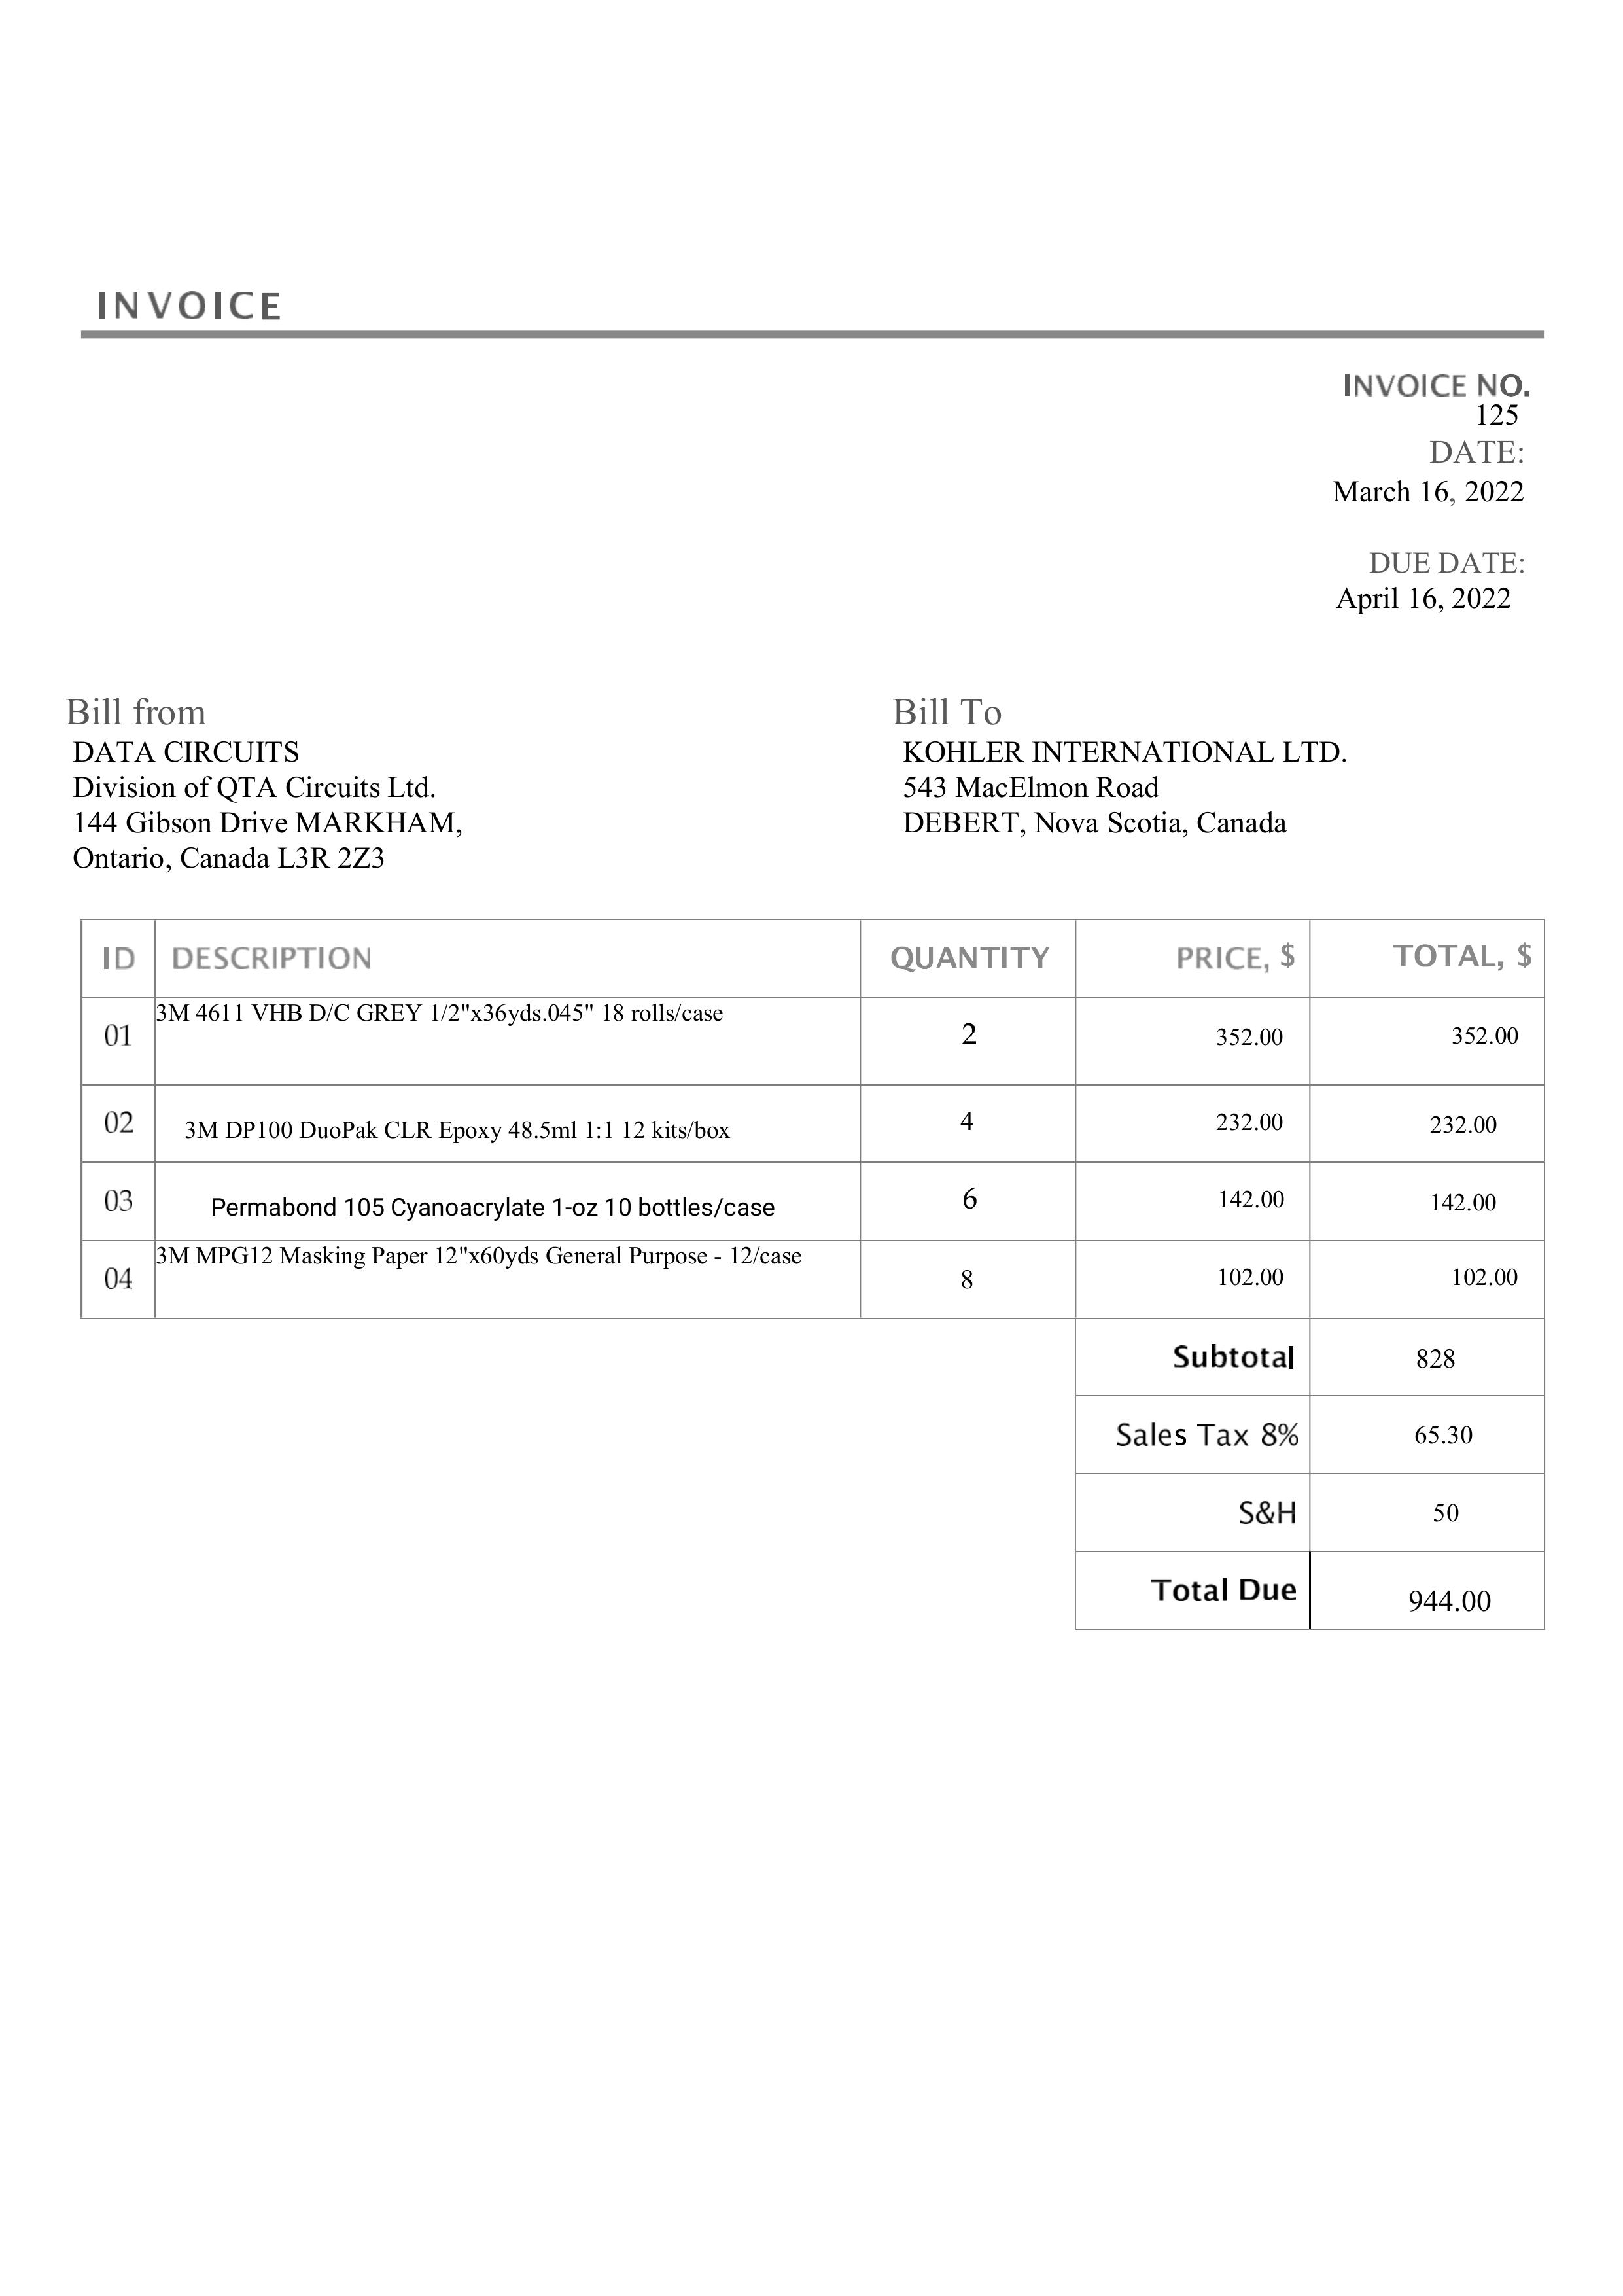 INVOICE
INVOICE NO.
125
DATE:
March 16, 2022
DUE DATE:
April 16, 2022
Bill from
DATA CIRCUITS
Division of QTA Circuits Ltd.
144 Gibson Drive MARKHAM,
Ontario, Canada L3R 2Z3
Bill To
KOHLER INTERNATIONAL LTD.
543 MacElmon Road
DEBERT, Nova Scotia, Canada
ID DESCRIPTION QUANTITY PRICE, $ TOTAL, $
01 3M 4611 VHB D/C GREY 1/2"x36yds.045" 18 rolls/case 2 352.00 352.00
02 3M DP100 DuoPak CLR Epoxy 48.5ml 1:1 12 kits/box 4 232.00 232.00
03 Permabond 105 Cyanoacrylate 1-oz 10 bottles/case 6 142.00 142.00
04 3M MPG12 Masking Paper 12"x60yds General Purpose - 12/case 8 102.00 102.00
Subtotal 828
Sales Tax 8% 65.30
S&H 50
Total Due 944.00